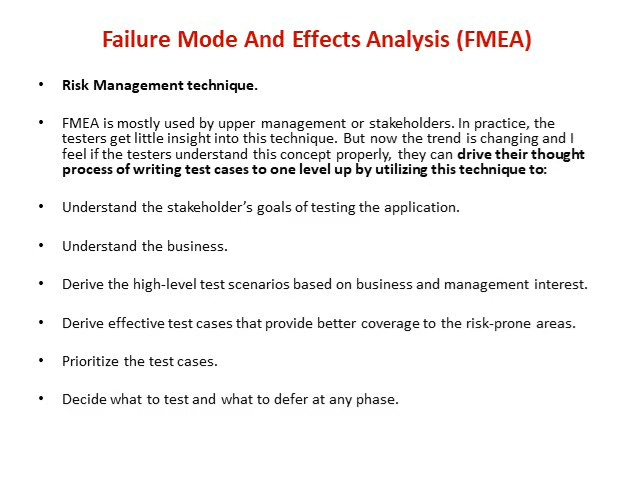 Failure Mode And Effects Analysis (FMEA)
• Risk Management technique.
• FMEA is mostly used by upper management or stakeholders. In practice, the
testers get little insight into this technique. But now the trend is changing and I
feel if the testers understand this concept properly, they can drive their thought
process of writing test cases to one level up by utilizing this technique to:
• Understand the stakeholder’s goals of testing the application.
• Understand the business.
• Derive the high-level test scenarios based on business and management interest.
• Derive effective test cases that provide better coverage to the risk-prone areas.
• Prioritize the test cases.
• Decide what to test and what to defer at any phase.